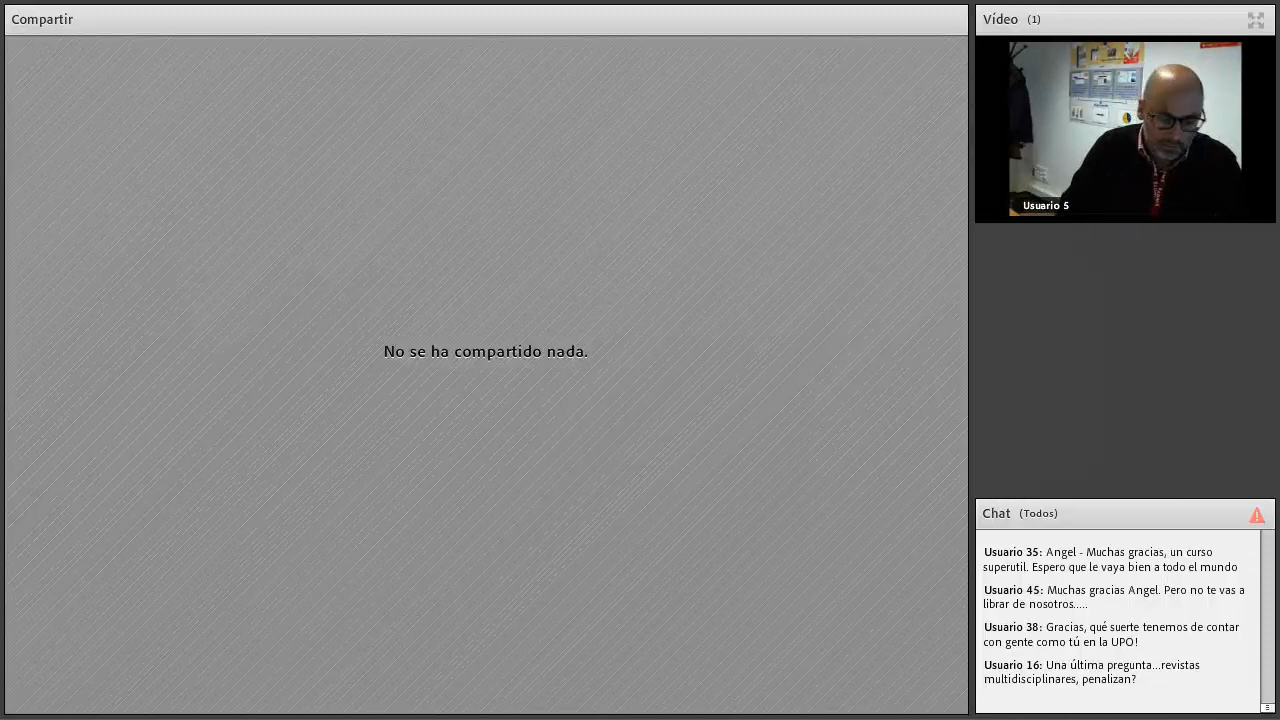 Compartir
Vídeo (1)
Usuario 5
No se ha compartido nada.
Chat (Todos)
Usuario 35: Angel - Muchas gracias, un curso
superutil. Espero que le vaya bien a todo el mundo
Usuario 45: Muchas gracias Angel. Pero no te vas a
librar de nosotros.....
Usuario 38: Gracias, qué suerte tenemos de contar
con gente como tú en la UPO!
Usuario 16: Una última pregunta...revistas
multidisciplinares, penalizan?